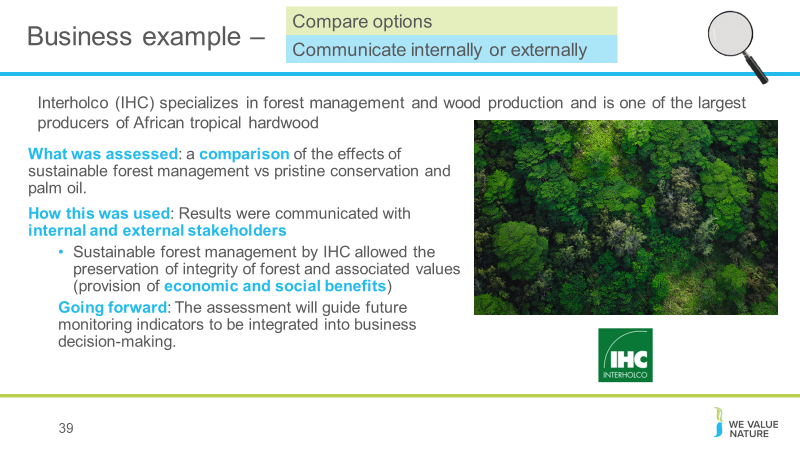 Business example –
Compare options
Communicate internally or externally
Interholco (IHC) specializes in forest management and wood production and is one of the largest
producers of African tropical hardwood
What was assessed: a comparison of the effects of
sustainable forest management vs pristine conservation and
palm oil.
How this was used: Results were communicated with
internal and external stakeholders
• Sustainable forest management by IHC allowed the
preservation of integrity of forest and associated values
(provision of economic and social benefits)
Going forward: The assessment will guide future
monitoring indicators to be integrated into business
decision-making.
IHC
INTERHOLCO
39
WE VALUE
NATURE